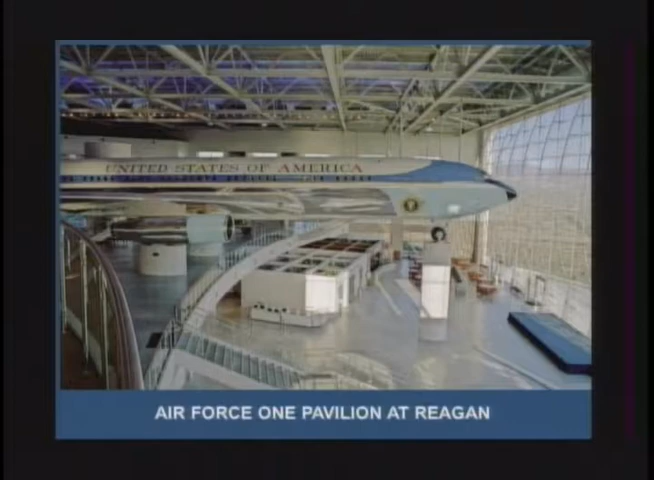 UNITED STATES OF AMERICA
AIR FORCE ONE PAVILION AT REAGAN